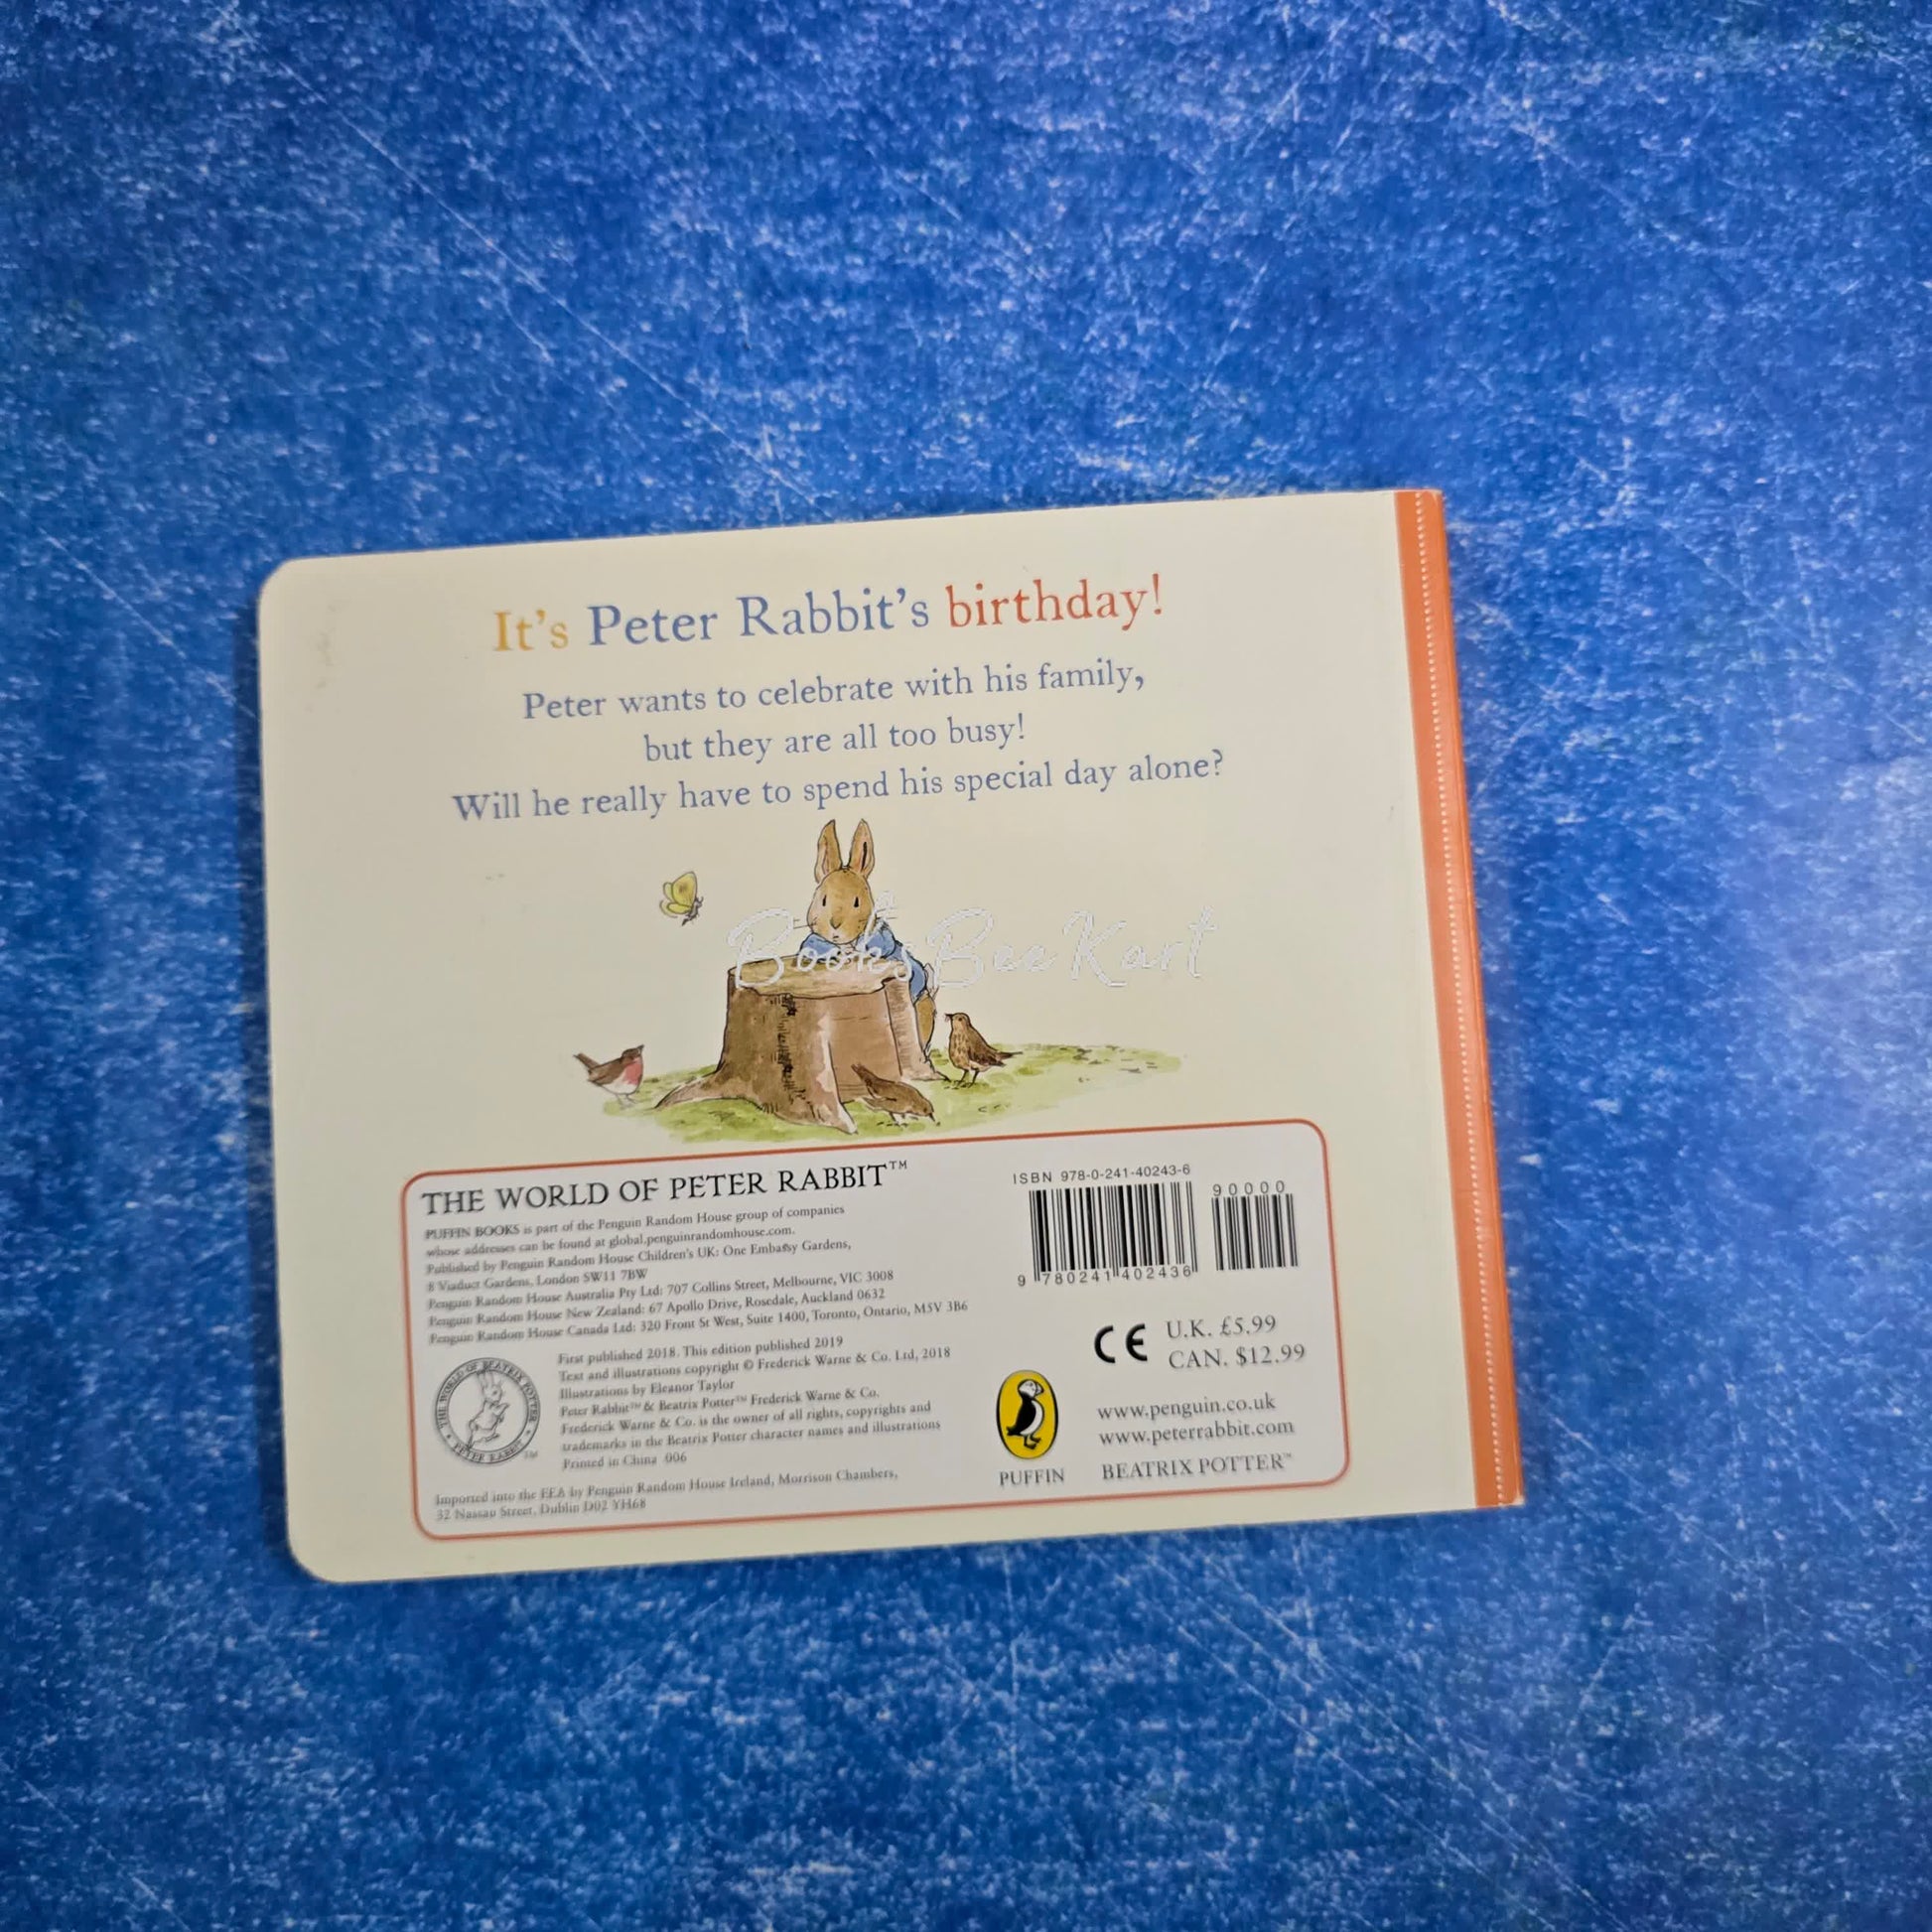 It's Peter Rabbit's birthday!
Peter wants to celebrate with his family,
but they are all too busy!
Will he really have to spend his special day alone?
BooksBeeKart
THE WORLD OF PETER RABBIT™
PUFFIN BOOKS is part of the Penguin Random House group of companies
whose addresses can be found at global.penguinrandomhouse.com.
Published by Penguin Random House Children's UK: One Embassy Gardens,
8 Viaduct Gardens, London SW11 7BW
Penguin Random House Australia Pty Ltd: 707 Collins Street, Melbourne, VIC 3008
Penguin Random House New Zealand: 67 Apollo Drive, Rosedale, Auckland 0632
Penguin Random House Canada Ltd: 320 Front St West, Suite 1400, Toronto, Ontario, M5V 3B6
First published 2018. This edition published 2019
Text and illustrations copyright © Frederick Warne & Co. Ltd, 2018
Illustrations by Eleanor Taylor
Peter Rabbit™ & Beatrix Potter™ Frederick Warne & Co.
Frederick Warne & Co. is the owner of all rights, copyrights and
trademarks in the Beatrix Potter character names and illustrations
Printed in China 006
THE WORLD OF BEATRIX POTTER
PETER RABBIT ™
Imported into the EEA by Penguin Random House Ireland, Morrison Chambers,
32 Nassau Street, Dublin D02 YH68
ISBN 978-0-241-40243-6
90000
9 780241 402436
CE
U.K. £5.99
CAN. $12.99
PUFFIN
www.penguin.co.uk
www.peterrabbit.com
BEATRIX POTTER™